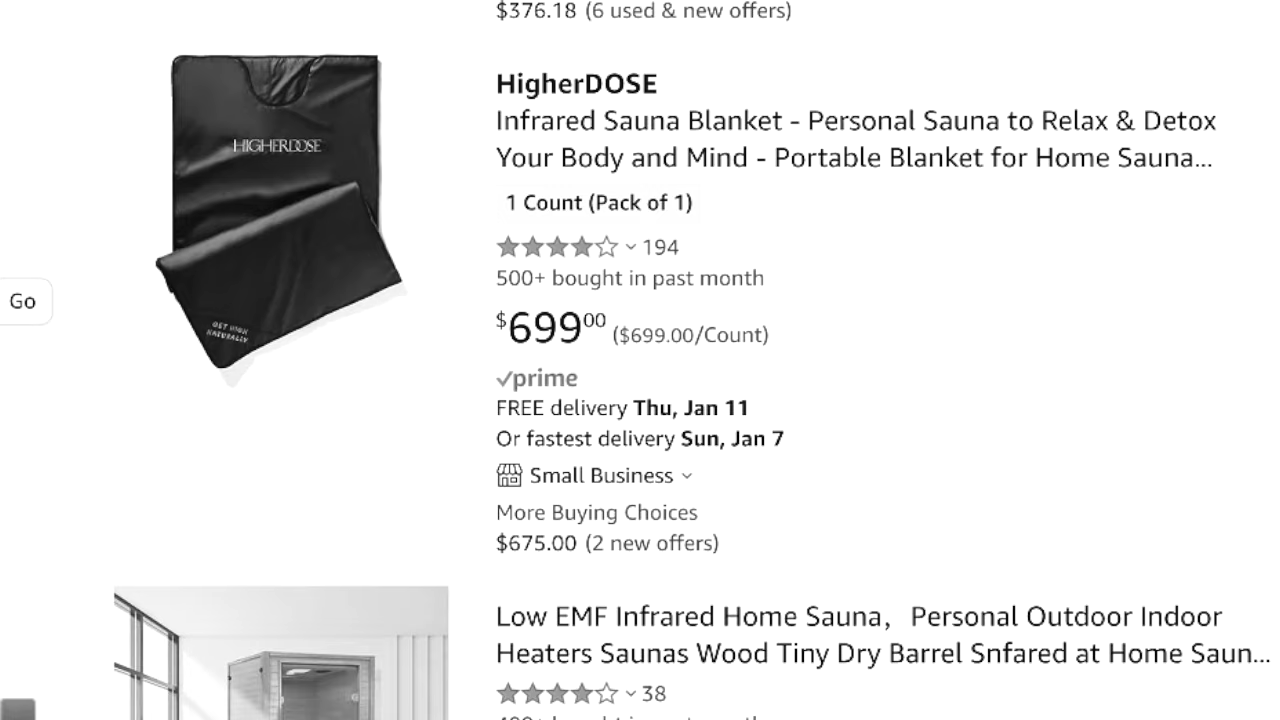 $376.18 (6 used & new offers)
HigherDOSE
Infrared Sauna Blanket - Personal Sauna to Relax & Detox
Your Body and Mind - Portable Blanket for Home Sauna...
1 Count (Pack of 1)
194
500+ bought in past month
$69900 ($699.00/Count)
prime
FREE delivery Thu, Jan 11
Or fastest delivery Sun, Jan 7
Small Business
More Buying Choices
$675.00 (2 new offers)
HIGHERDOSE
GET HIGH
NATURALLY
Go
Low EMF Infrared Home Sauna， Personal Outdoor Indoor
Heaters Saunas Wood Tiny Dry Barrel Snfared at Home Saun...
38